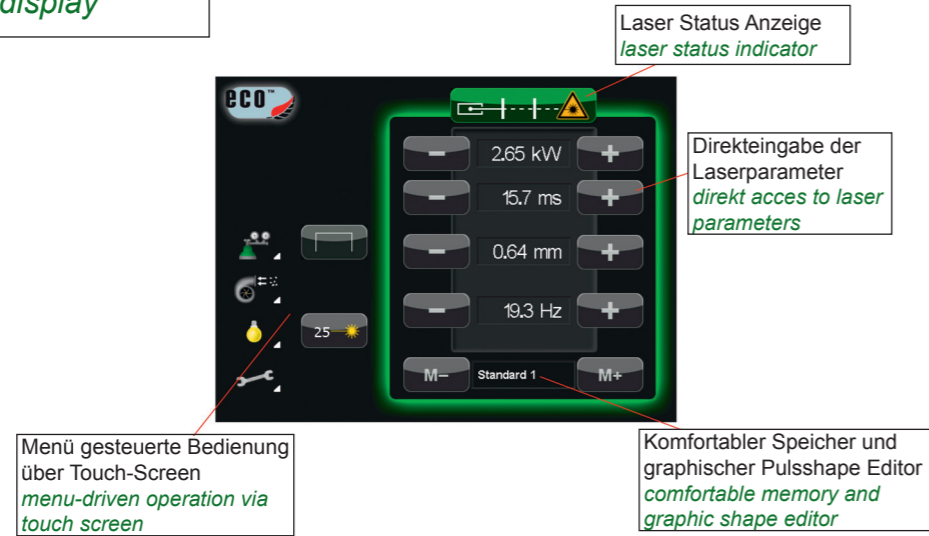 display
Laser Status Anzeige
laser status indicator
eco™
− 2.65 kW +
− 15.7 ms +
Direkteingabe der
Laserparameter
direkt acces to laser
parameters
− 0.64 mm +
− 19.3 Hz +
25
M− Standard 1 M+
Menü gesteuerte Bedienung
über Touch-Screen
menu-driven operation via
touch screen
Komfortabler Speicher und
graphischer Pulsshape Editor
comfortable memory and
graphic shape editor